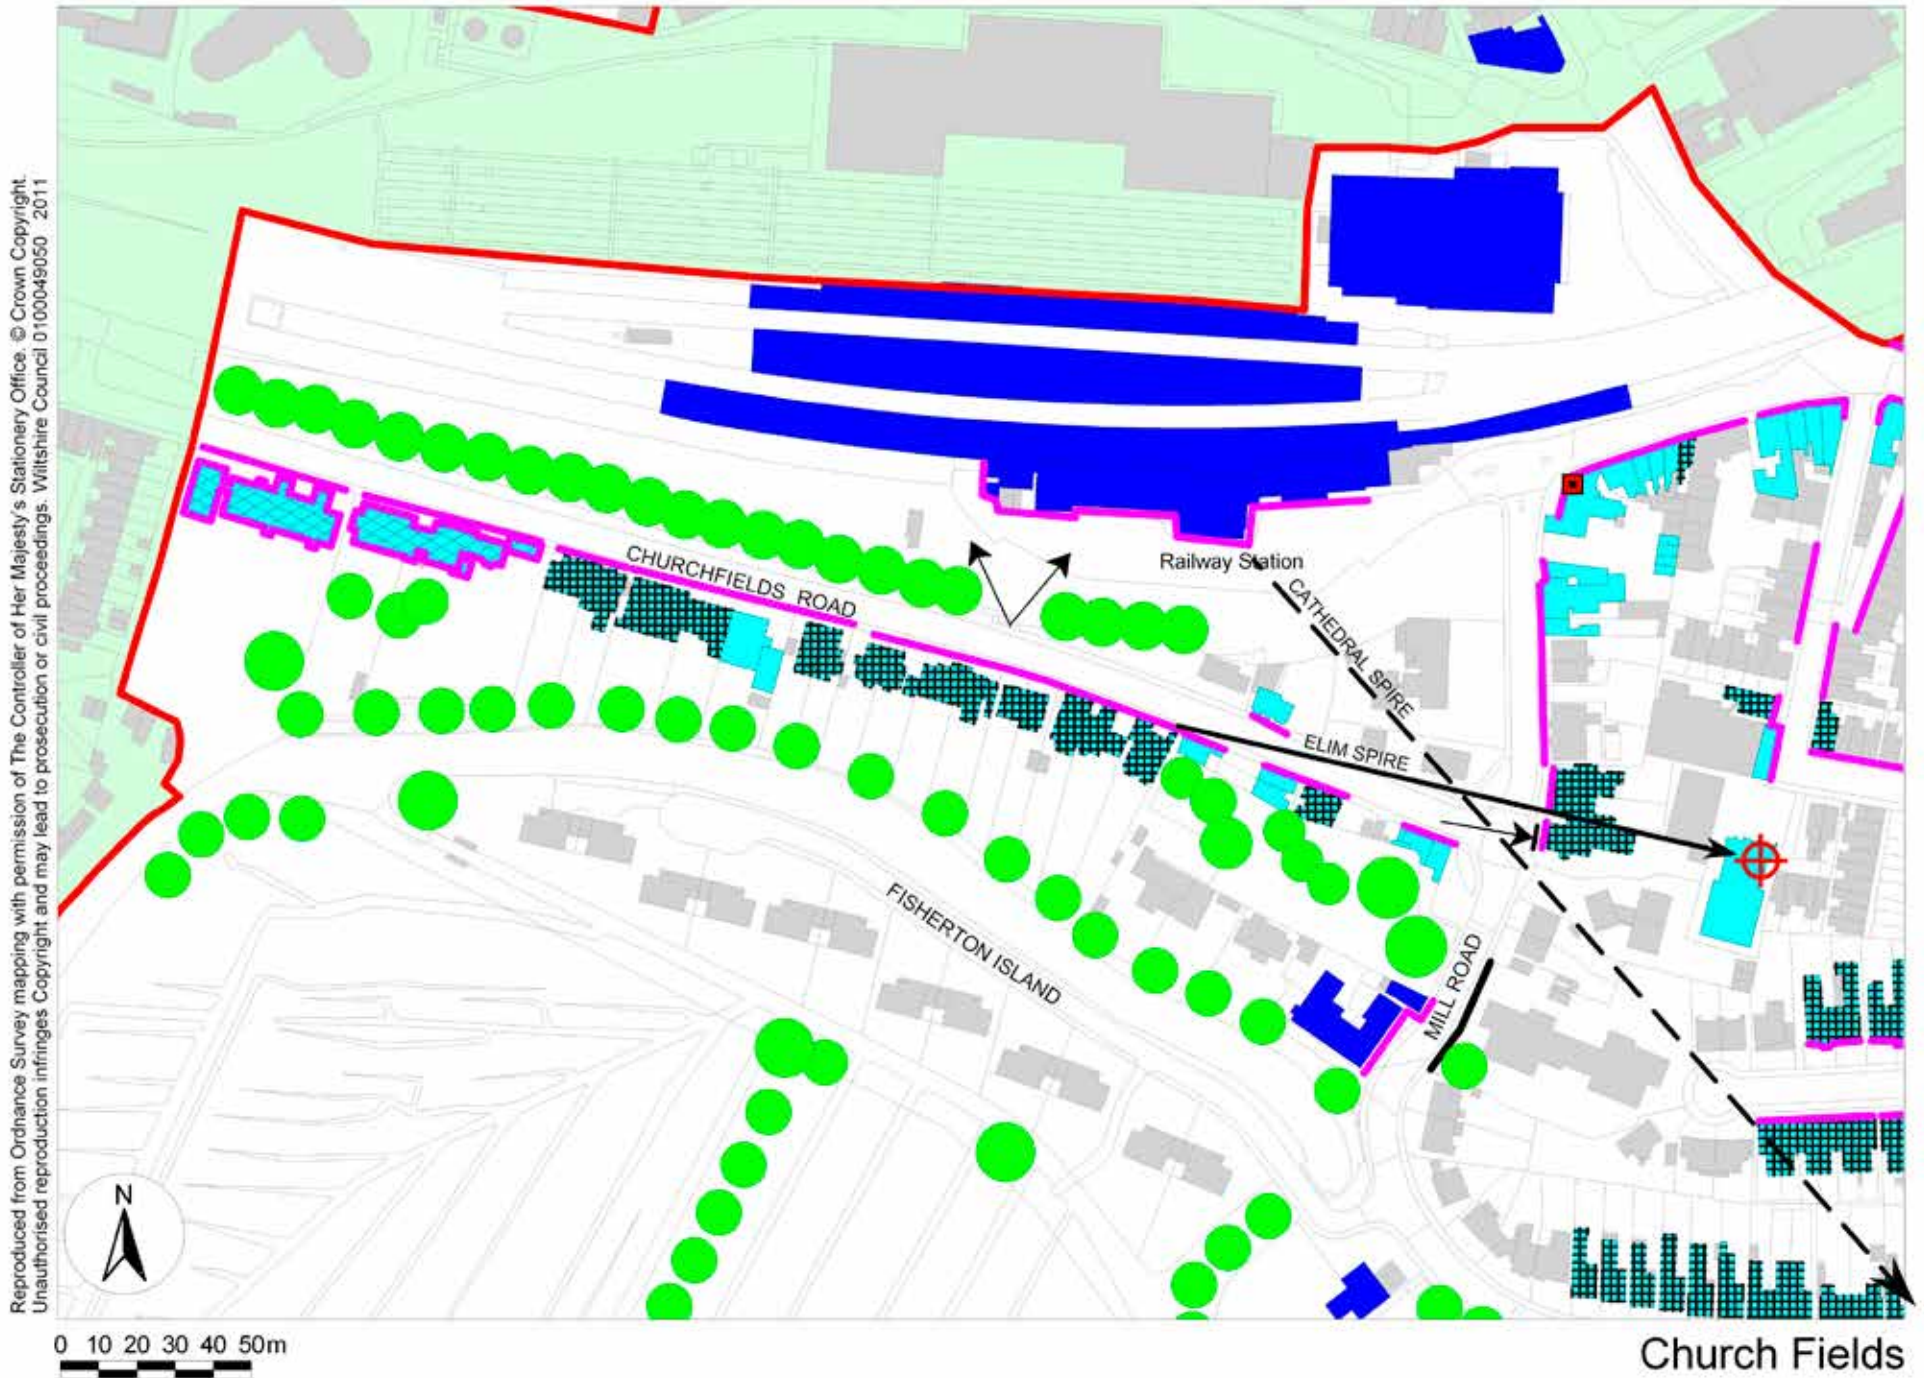 Reproduced from Ordnance Survey mapping with permission of The Controller of Her Majesty's Stationery Office. © Crown Copyright.
Unauthorised reproduction infringes Copyright and may lead to prosecution or civil proceedings. Wiltshire Council 0100049050 2011
Railway Station
CHURCHFIELDS ROAD
CATHEDRAL SPIRE
ELIM SPIRE
FISHERTON ISLAND
MILL ROAD
N
0 10 20 30 40 50m
Church Fields